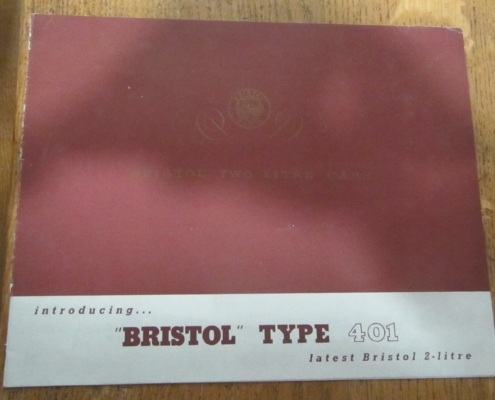 BRISTOL TWO LITRE CARS
introducing...
"BRISTOL" TYPE 401
latest Bristol 2-litre